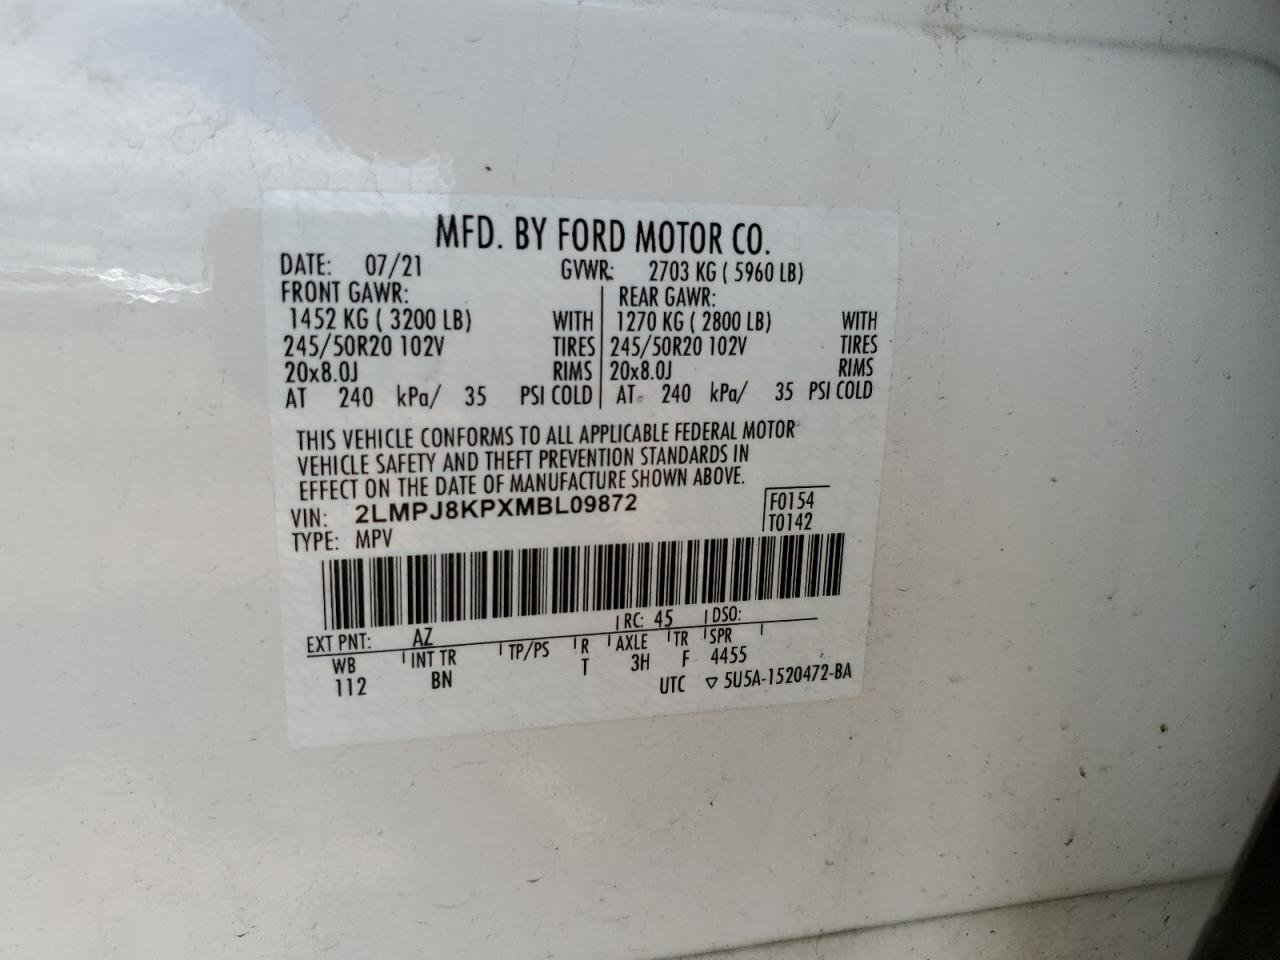 MFD. BY FORD MOTOR CO.
DATE: 07/21 GVWR: 2703 KG ( 5960 LB)
FRONT GAWR: REAR GAWR:
1452 KG ( 3200 LB) WITH 1270 KG ( 2800 LB) WITH
245/50R20 102V TIRES 245/50R20 102V TIRES
20x8.0J RIMS 20x8.0J RIMS
AT 240 kPa/ 35 PSI COLD AT 240 kPa/ 35 PSI COLD
THIS VEHICLE CONFORMS TO ALL APPLICABLE FEDERAL MOTOR
VEHICLE SAFETY AND THEFT PREVENTION STANDARDS IN
EFFECT ON THE DATE OF MANUFACTURE SHOWN ABOVE.
VIN: 2LMPJ8KPXMBL09872 F0154
TYPE: MPV T0142
EXT PNT: AZ RC: 45 DSO:
WB INT TR TP/PS R AXLE TR SPR
112 BN T 3H F 4455
UTC ▽ 5U5A-1520472-BA